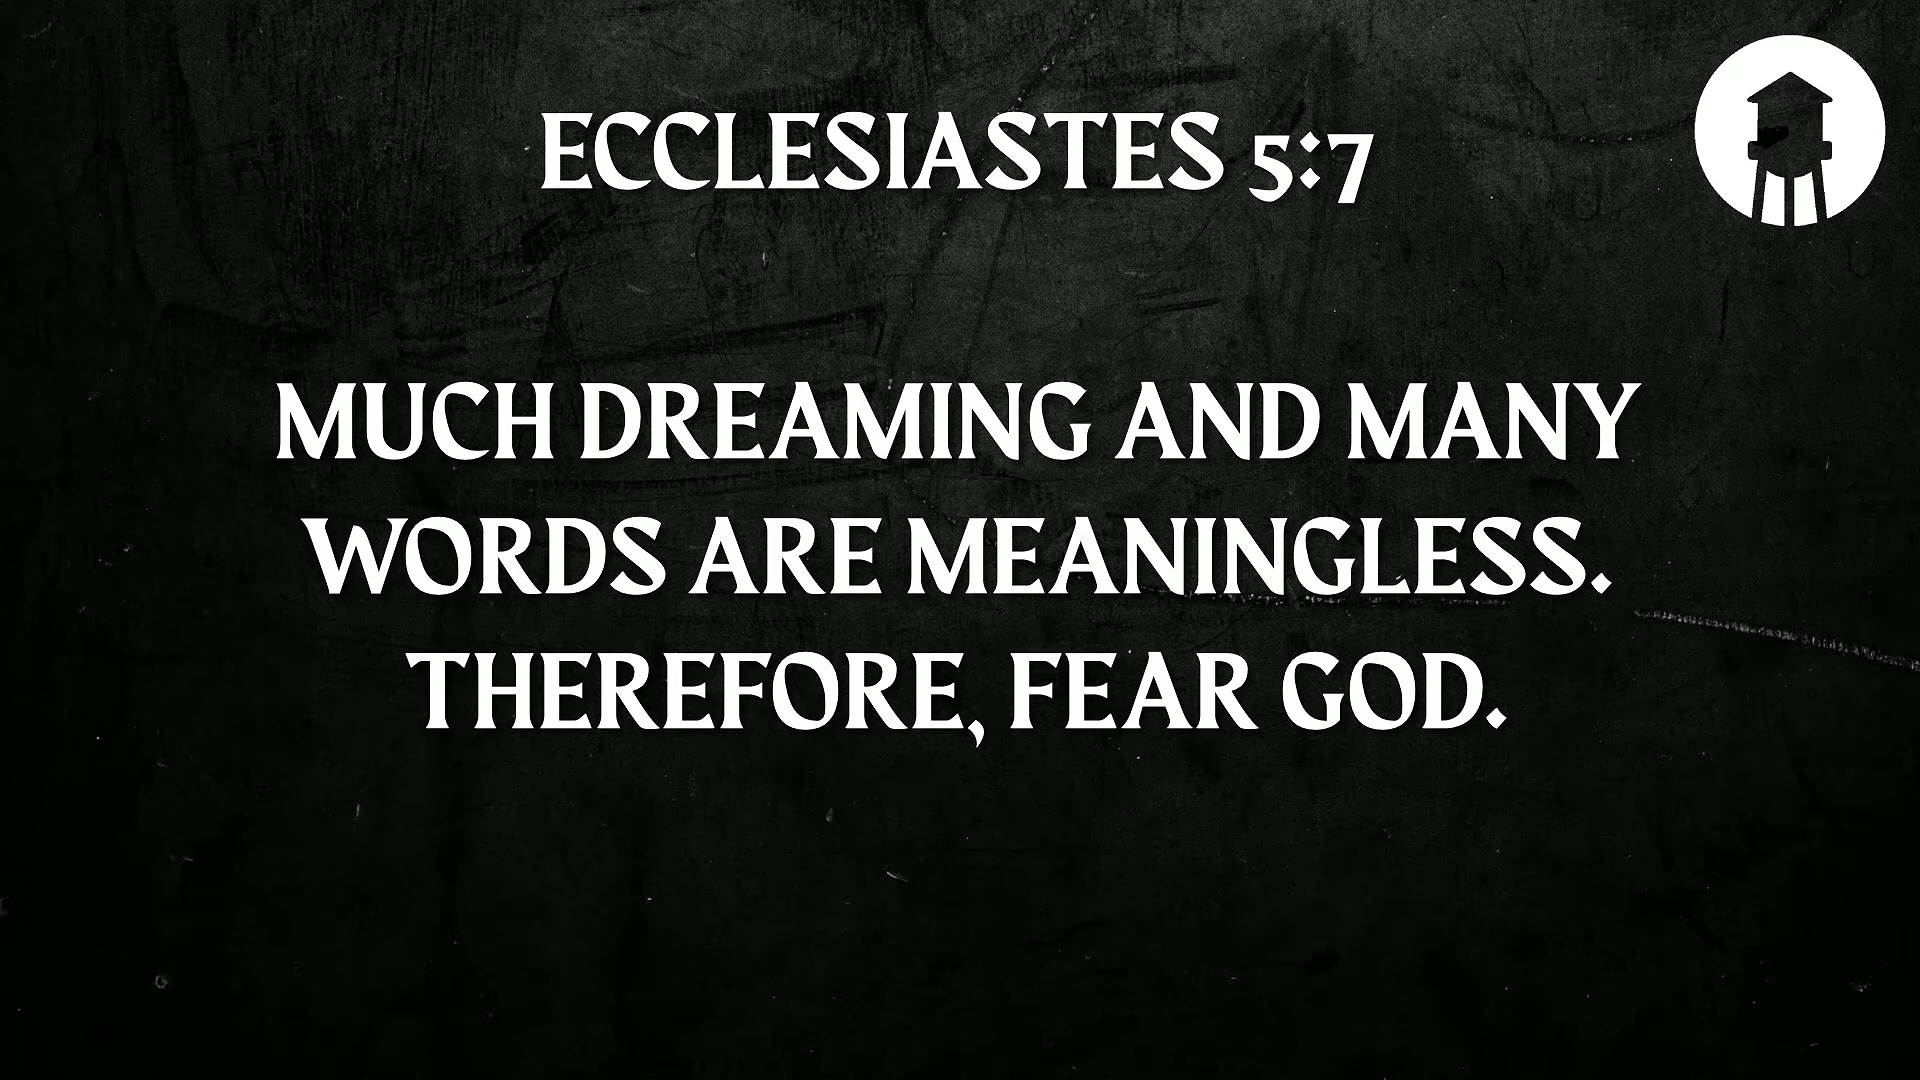 ECCLESIASTES 5:7
MUCH DREAMING AND MANY
WORDS ARE MEANINGLESS.
THEREFORE, FEAR GOD.